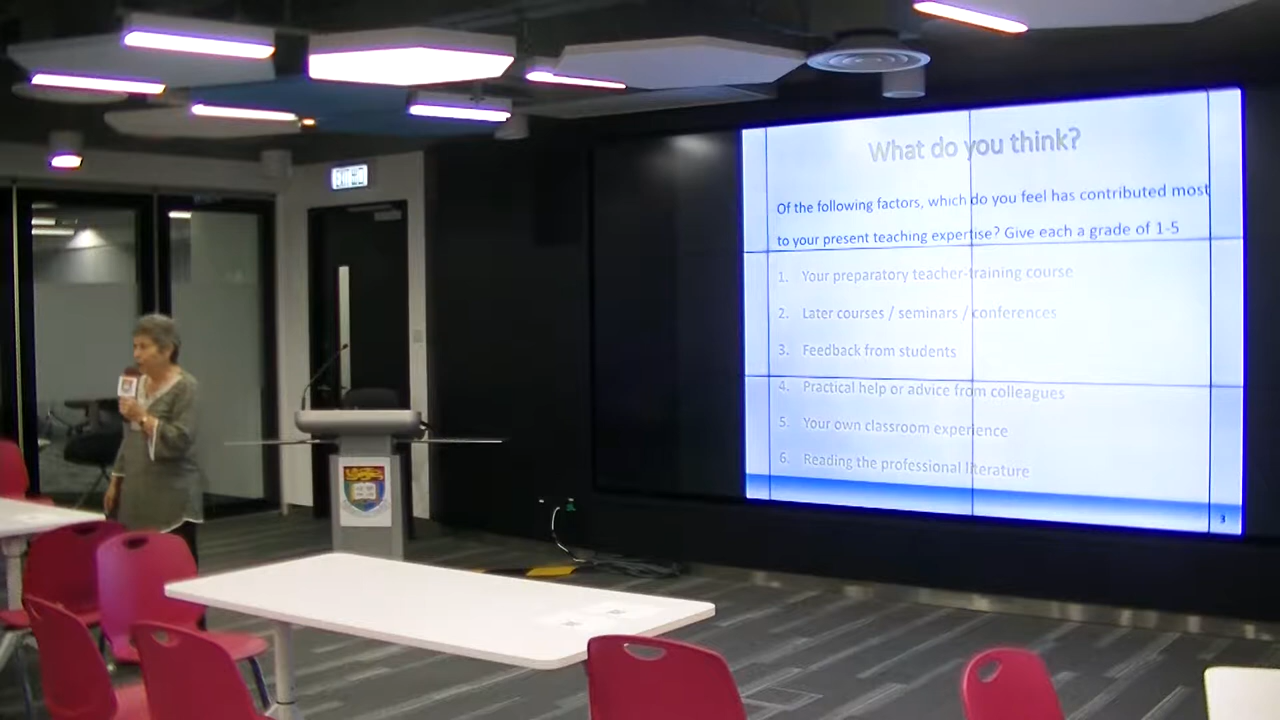 EXIT
What do you think?
Of the following factors, which do you feel has contributed most
to your present teaching expertise? Give each a grade of 1-5
1. Your preparatory teacher-training course
2. Later courses / seminars / conferences
3. Feedback from students
4. Practical help or advice from colleagues
5. Your own classroom experience
6. Reading the professional literature
3